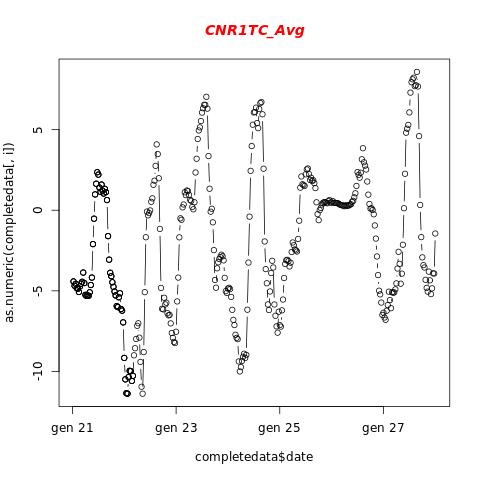 CNR1TC_Avg
as.numeric(completedata[, i])
5
0
-5
-10
gen 21
gen 23
gen 25
gen 27
completedata$date